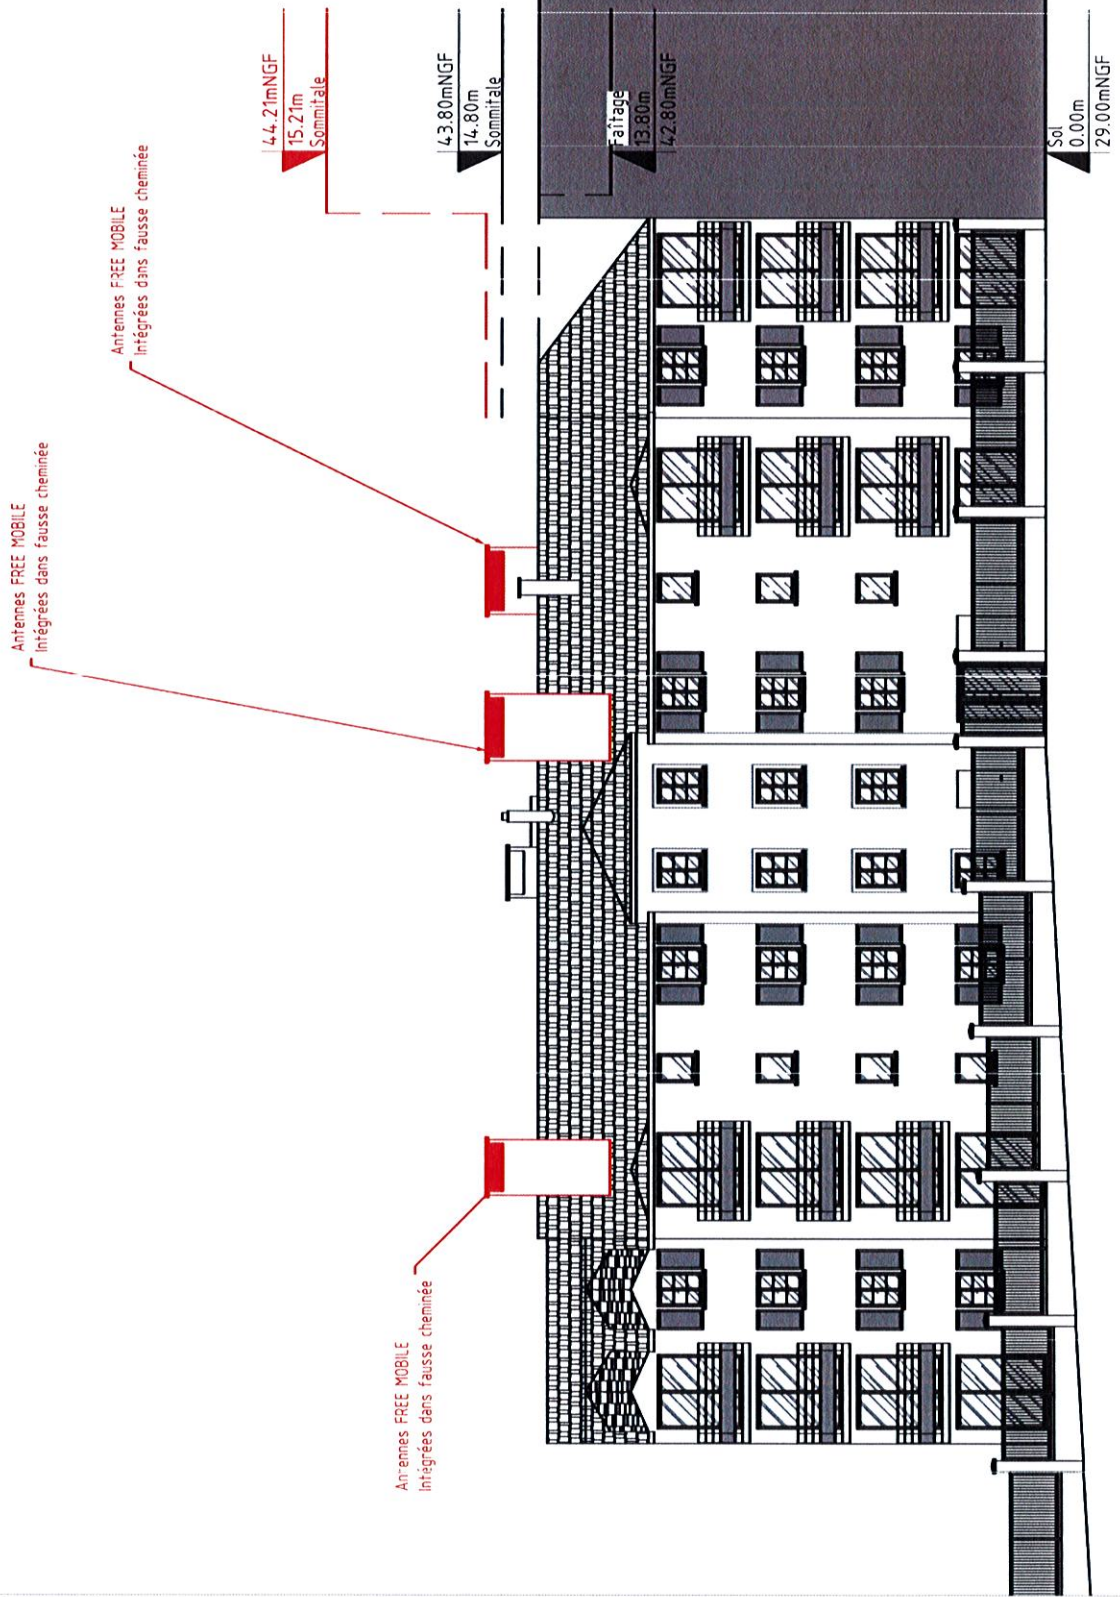 Antennes FREE MOBILE
Intégrées dans fausse cheminée
Antennes FREE MOBILE
Intégrées dans fausse cheminée
Antennes FREE MOBILE
Intégrées dans fausse cheminée
44.21mNGF
15.21m
Sommitale
43.80mNGF
14.80m
Sommitale
Faîtage
13.80m
42.80mNGF
Sol
0.00m
29.00mNGF